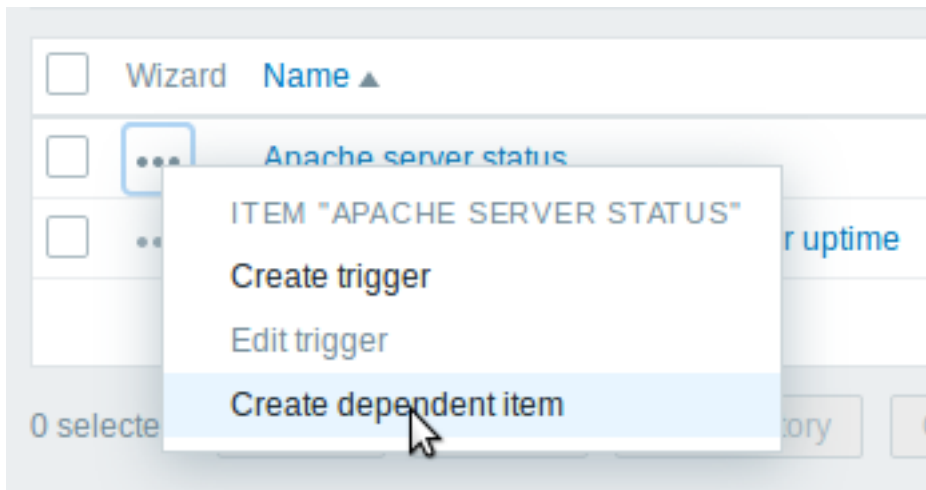 Wizard Name ▲
Apache server status
ITEM "APACHE SERVER STATUS"
r uptime
Create trigger
Edit trigger
Create dependent item
0 selecte
tory